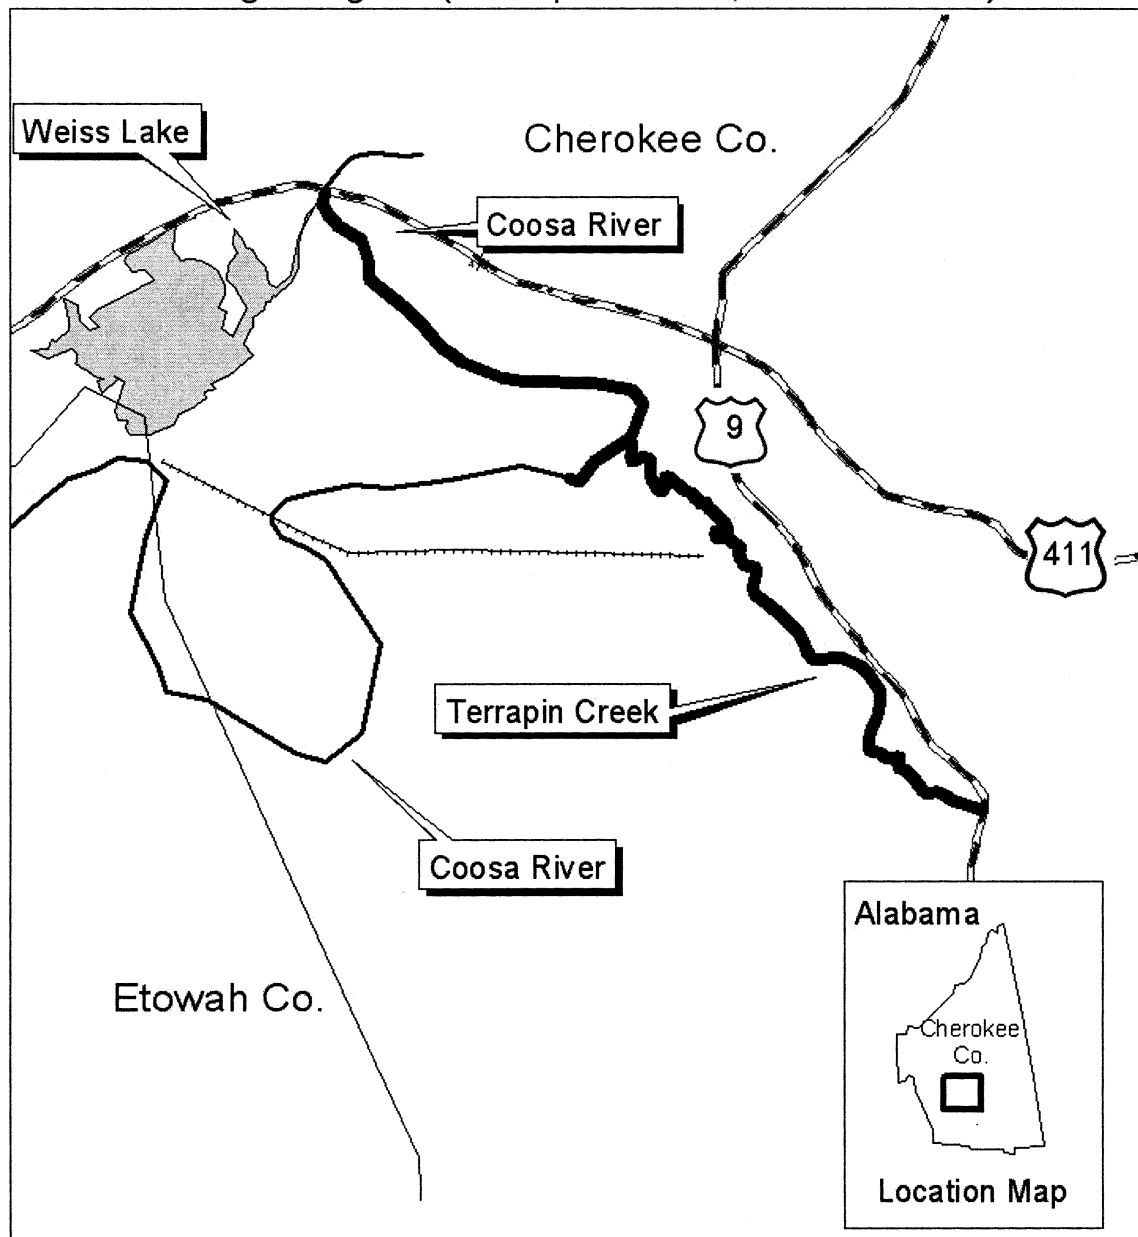 Weiss Lake
Cherokee Co.
Coosa River
9
411
Terrapin Creek
Coosa River
Etowah Co.
Alabama
Cherokee
Co.
Location Map